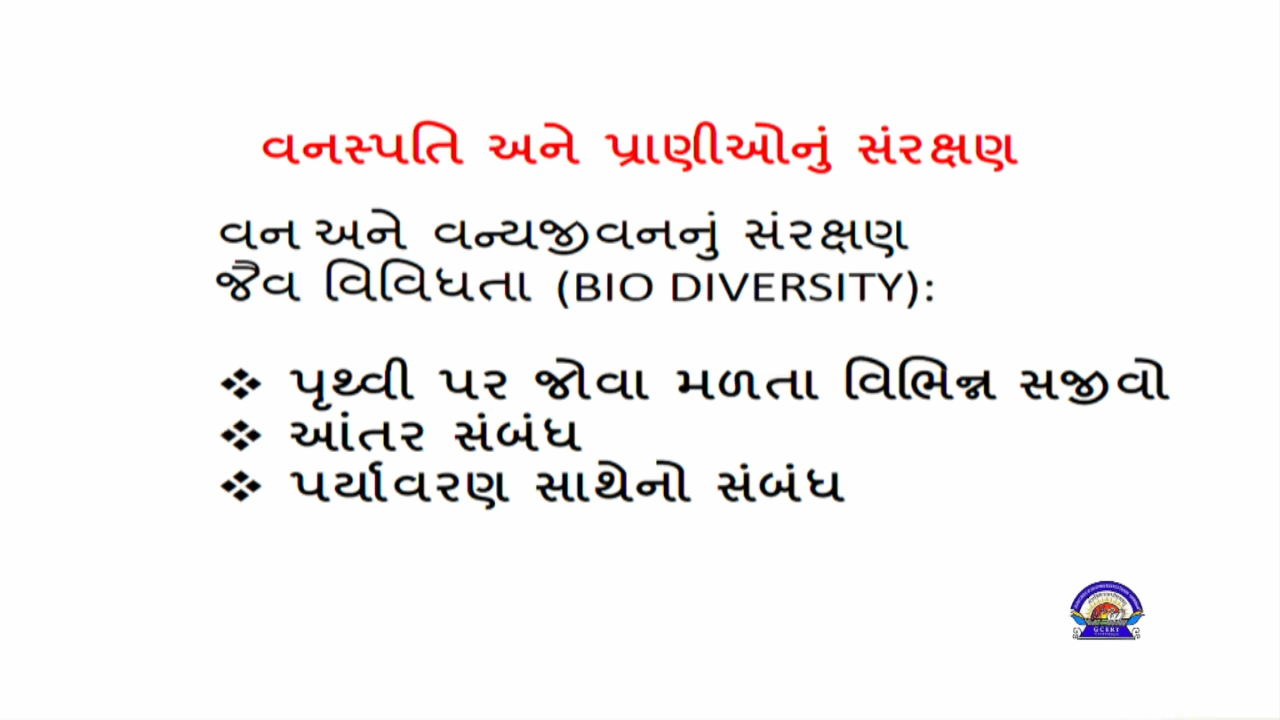 વનસ્પતિ અને પ્રાણીઓનું સંરક્ષણ
વન અને વન્યજીવનનું સંરક્ષણ
જૈવ વિવિધતા (BIO DIVERSITY):
❖ પૃથ્વી પર જોવા મળતા વિભિન્ન સજીવો
❖ આંતર સંબંધ
❖ પર્યાવરણ સાથેનો સંબંધ
GCERT